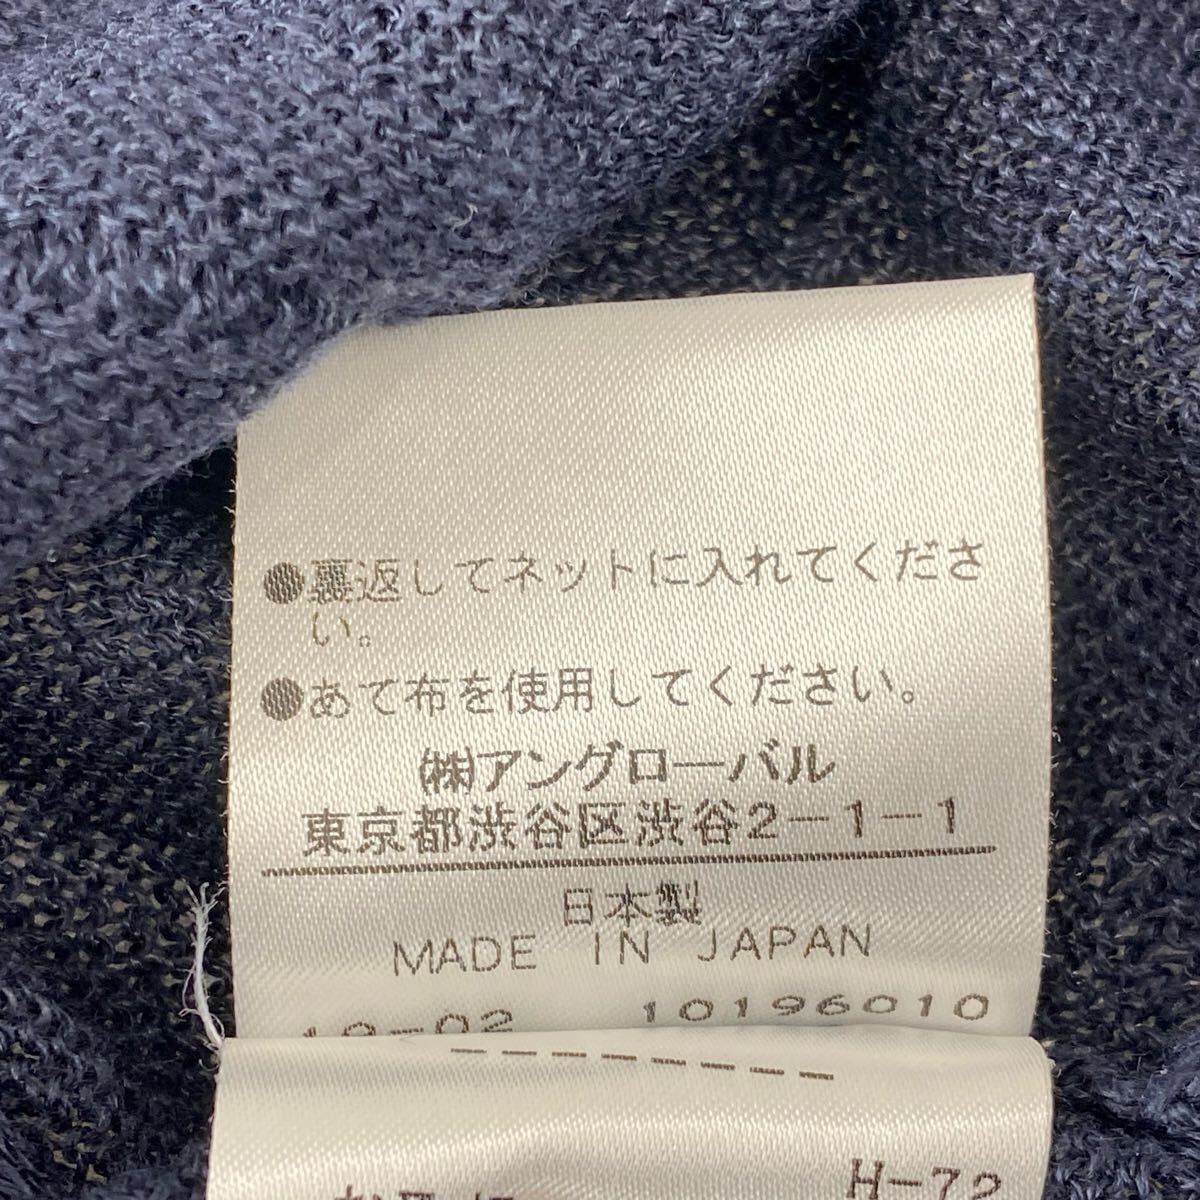 ●裏返してネットに入れてくださ
い。
●あて布を使用してください。
㈱アングローバル
東京都渋谷区渋谷2-1-1
日本製
MADE IN JAPAN
10196010
H-72